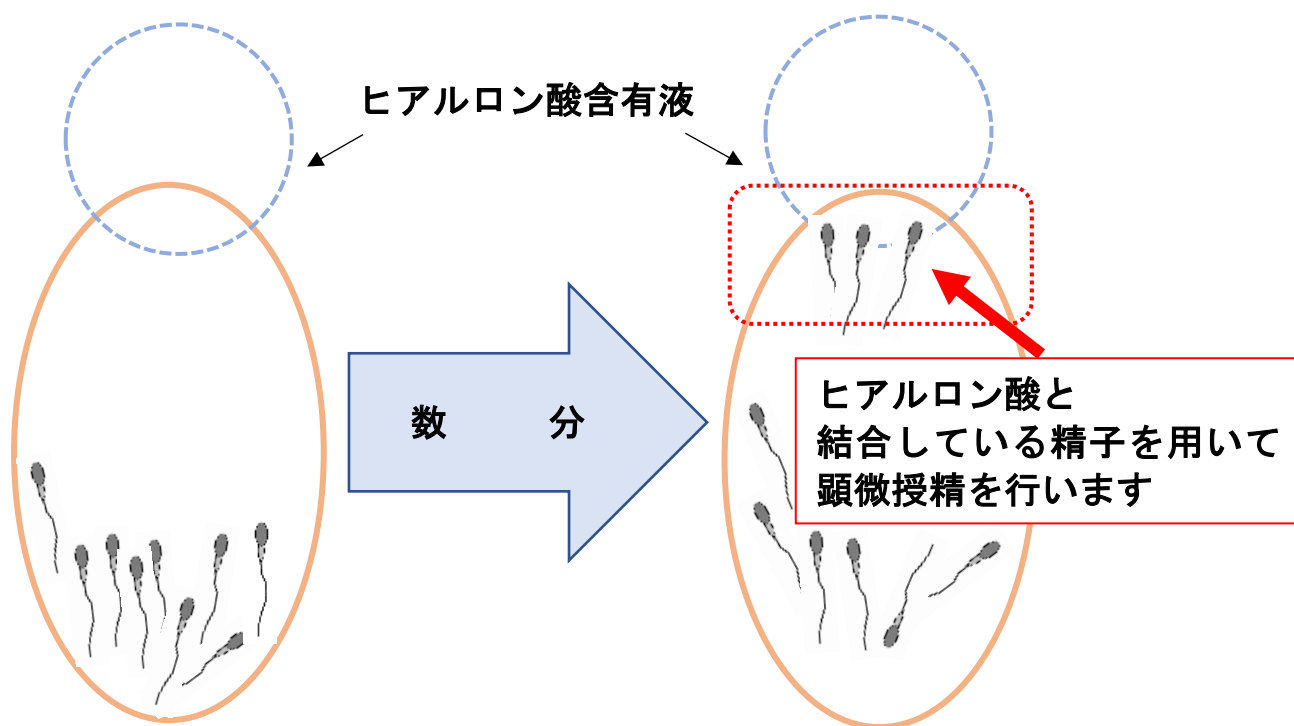 ヒアルロン酸含有液
数　分
ヒアルロン酸と
結合している精子を用いて
顕微授精を行います